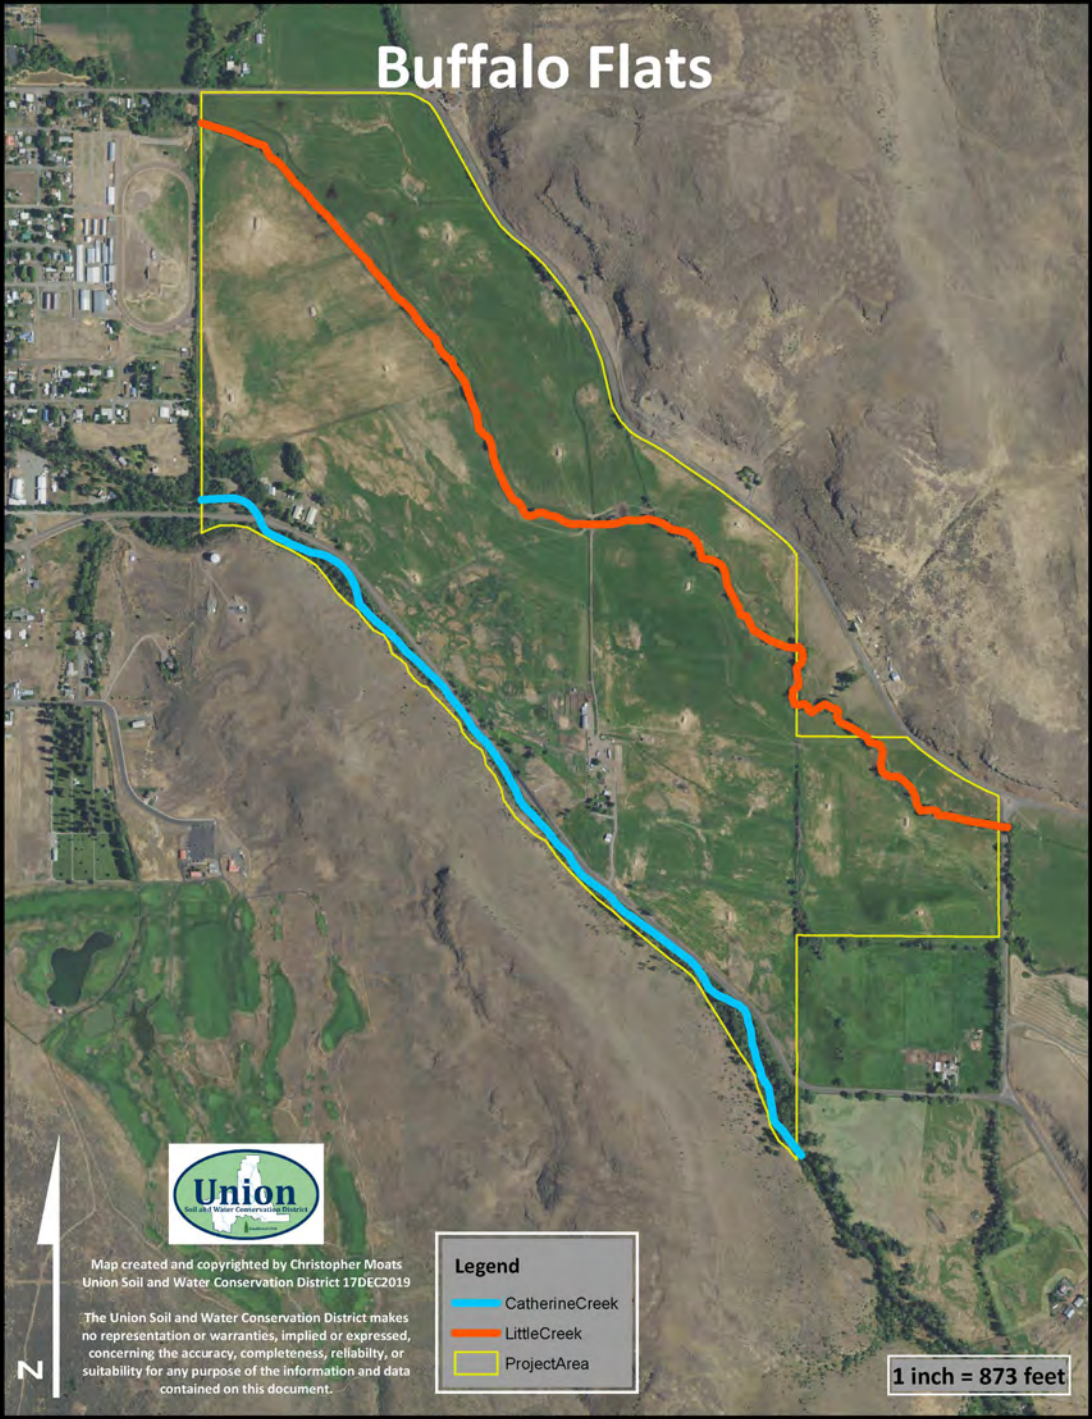 Buffalo Flats
Union
Soil and Water Conservation District
Map created and copyrighted by Christopher Moats
Union Soil and Water Conservation District 17DEC2019
The Union Soil and Water Conservation District makes
no representation or warranties, implied or expressed,
concerning the accuracy, completeness, reliabilty, or
suitability for any purpose of the information and data
contained on this document.
N
Legend
CatherineCreek
LittleCreek
ProjectArea
1 inch = 873 feet